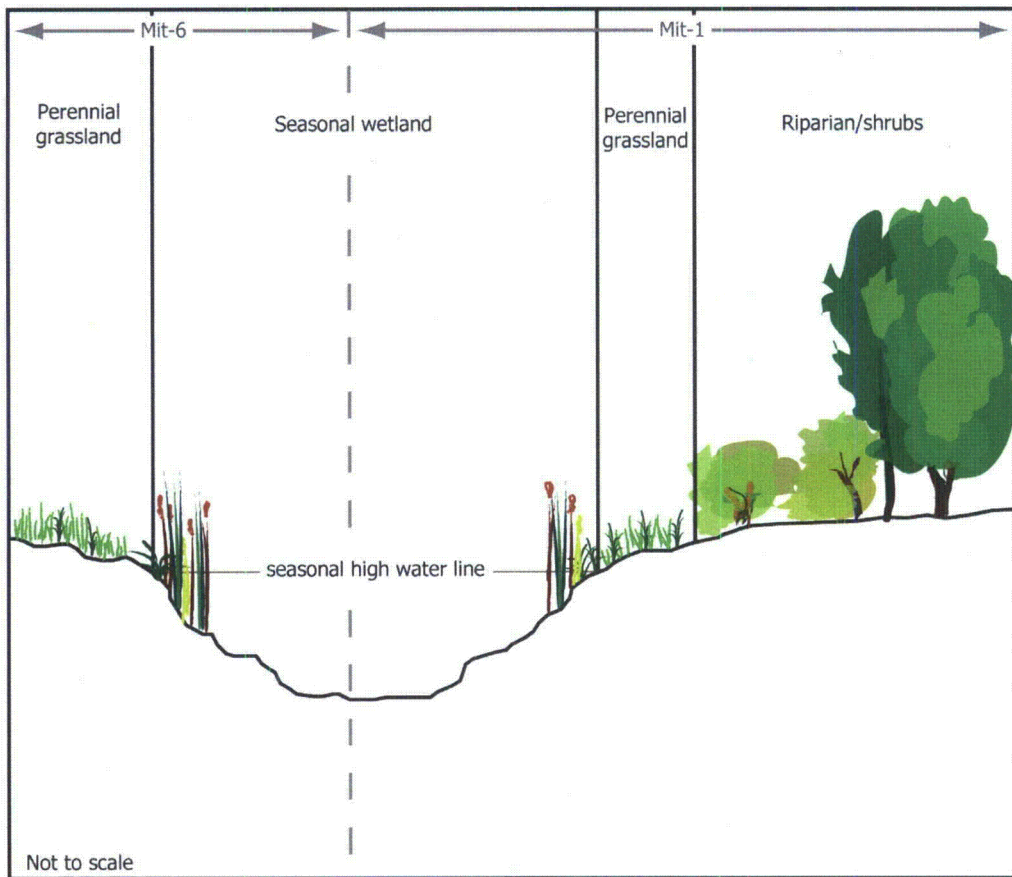 Mit-6
Mit-1
Perennial
grassland
Seasonal wetland
Perennial
grassland
Riparian/shrubs
seasonal high water line
Not to scale